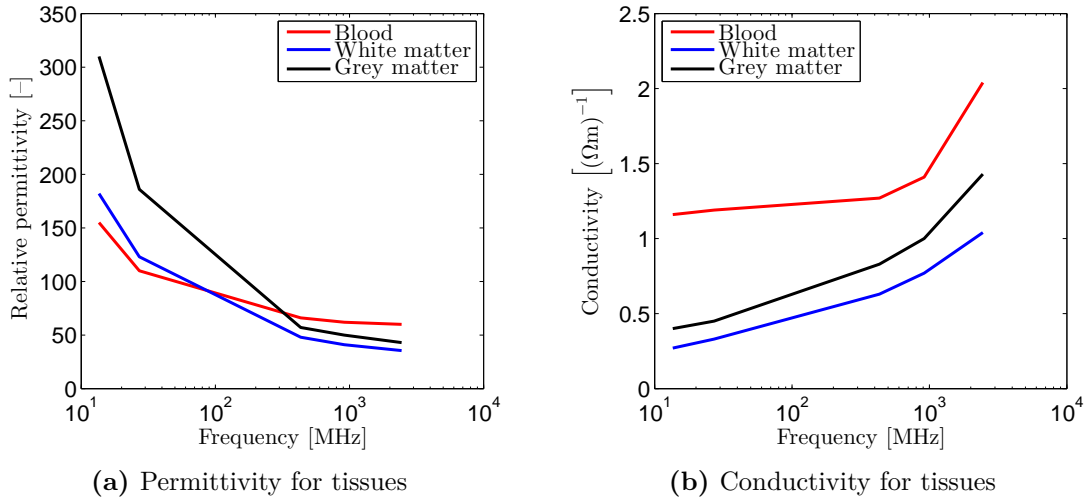 350
300
250
200
150
100
50
0
Relative permittivity [–]
Blood
White matter
Grey matter
10^1
10^2
10^3
10^4
Frequency [MHz]
(a) Permittivity for tissues
2.5
2
1.5
1
0.5
0
Conductivity [(Ωm)^−1]
Blood
White matter
Grey matter
10^1
10^2
10^3
10^4
Frequency [MHz]
(b) Conductivity for tissues